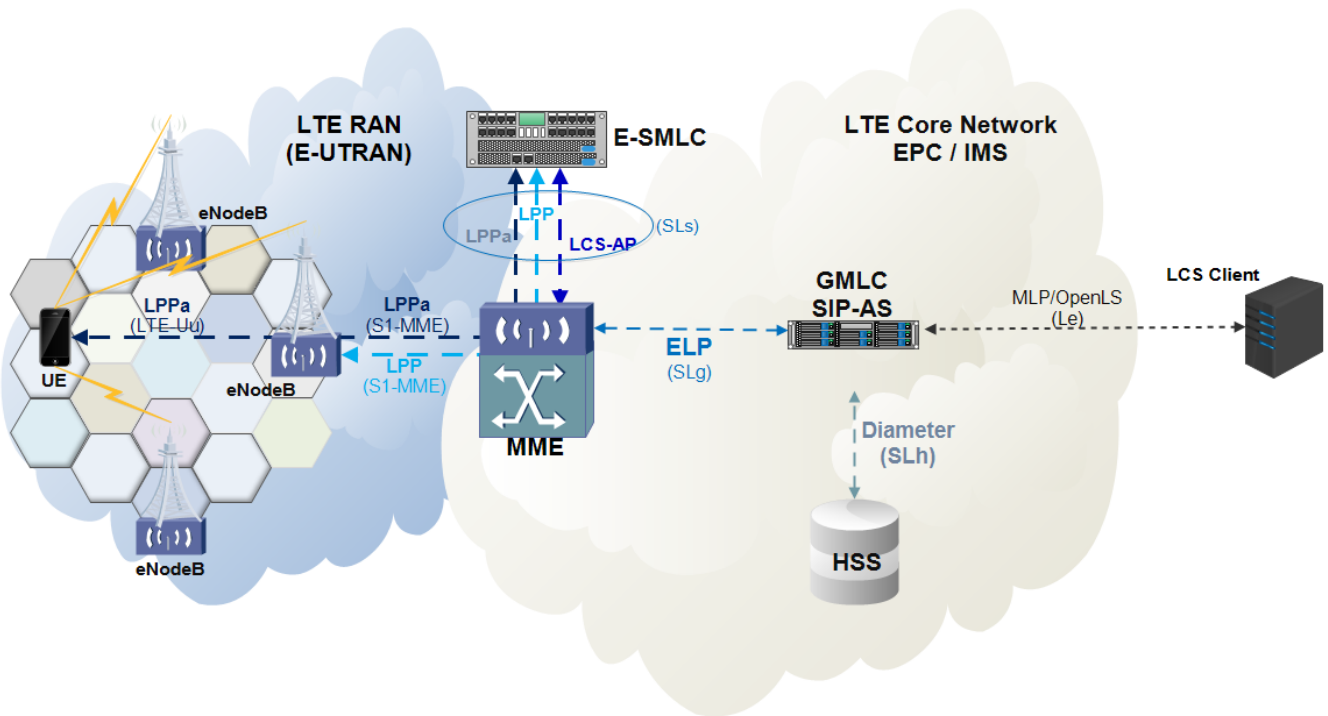 LTE RAN
(E-UTRAN)
E-SMLC
LTE Core Network
EPC / IMS
eNodeB
LPP
LPPa
(SLs)
LCS-AP
LPPa
(LTE-Uu)
LPPa
(S1-MME)
LPP
(S1-MME)
UE
eNodeB
MME
ELP
(SLg)
GMLC
SIP-AS
MLP/OpenLS
(Le)
LCS Client
Diameter
(SLh)
HSS
eNodeB